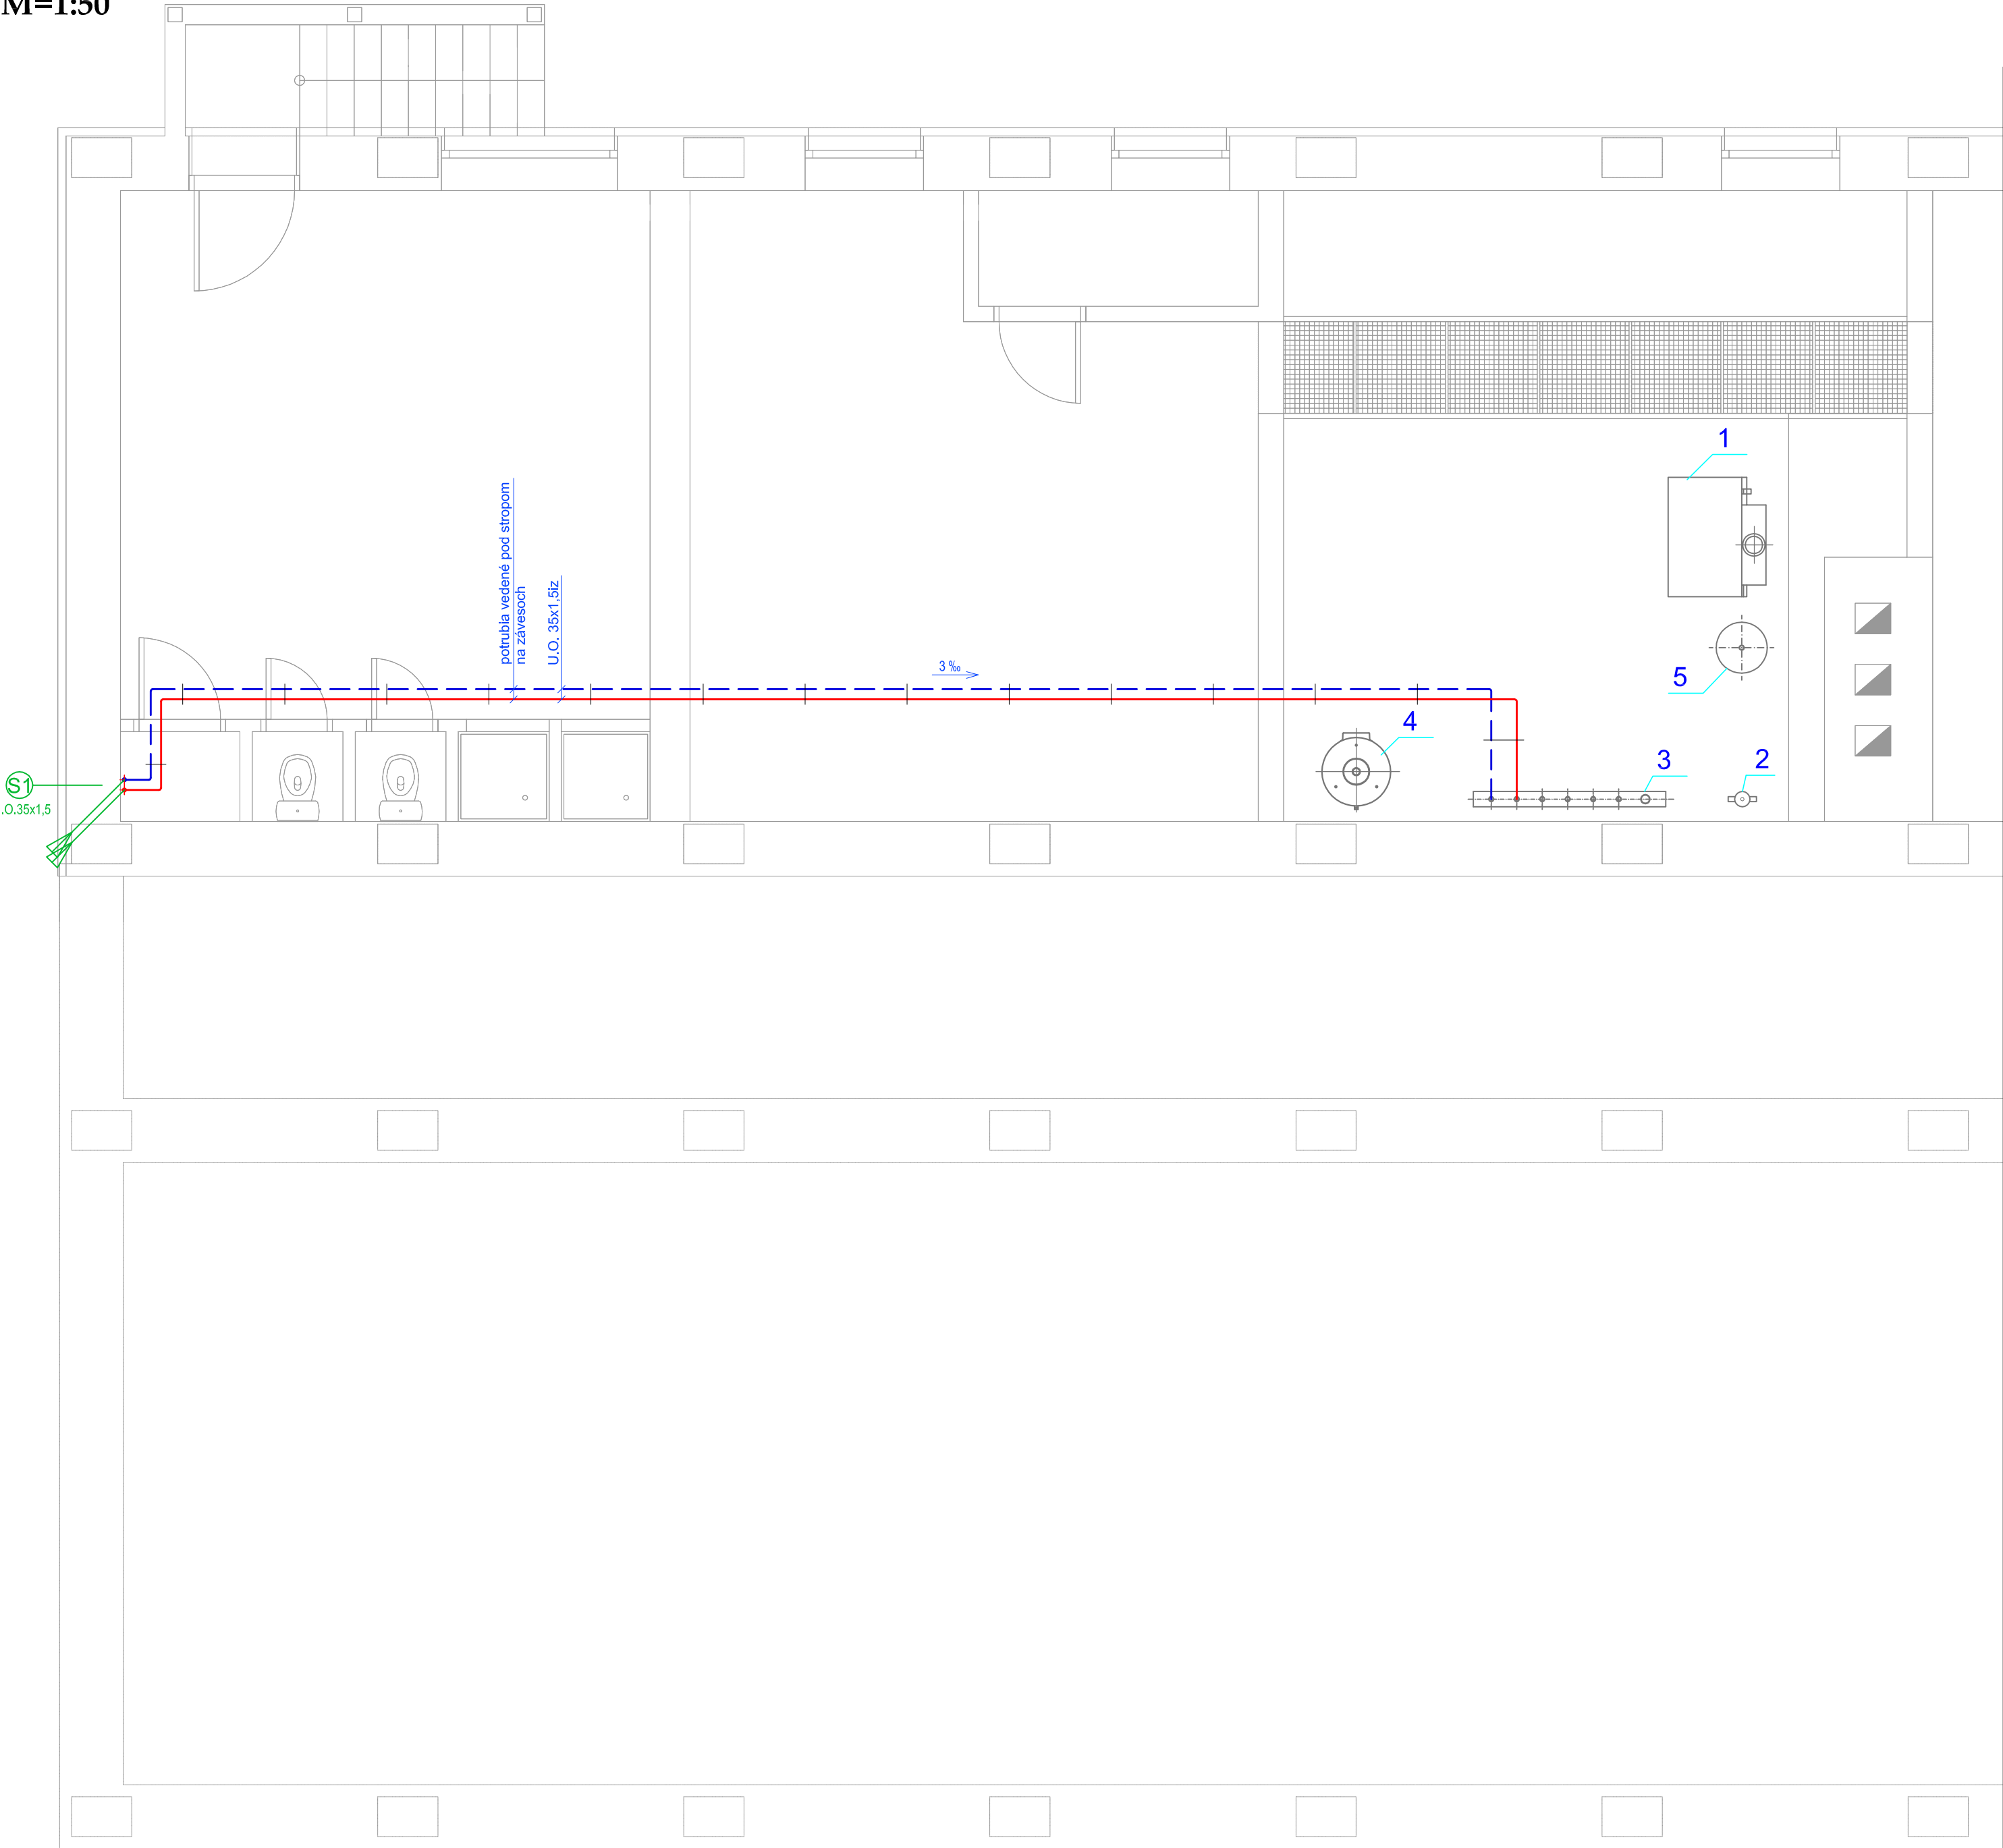 M=1:50
1
potrubia vedené pod stropom
na závesoch
U.O. 35x1,5iz
3 ‰
5
4
3
2
S1
.O.35x1,5